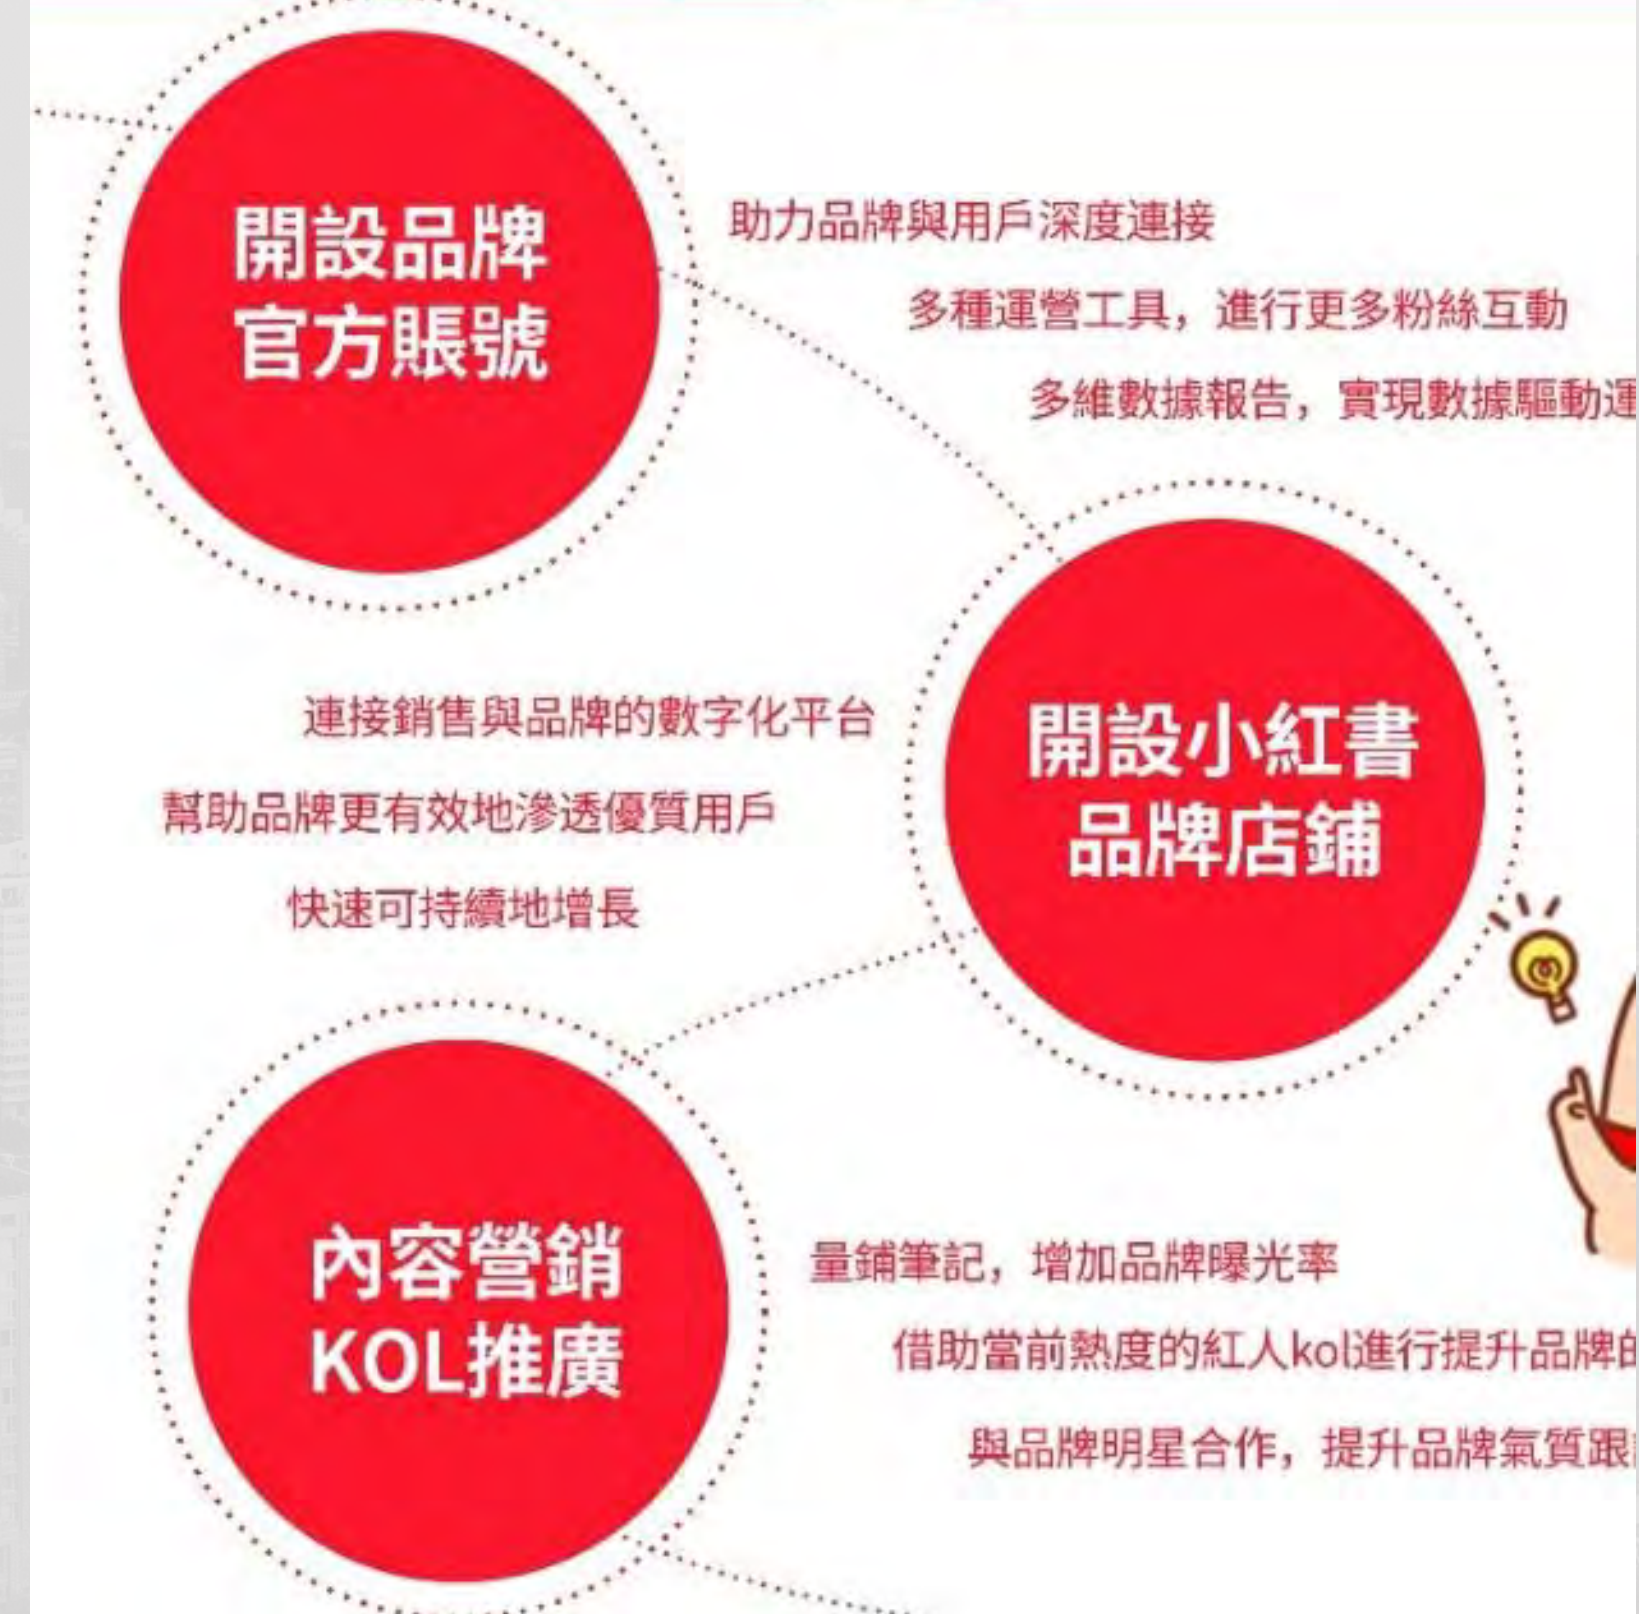 開設品牌
官方賬號
助力品牌與用戶深度連接
多種運營工具，進行更多粉絲互動
多維數據報告，實現數據驅動運
開設小紅書
品牌店鋪
連接銷售與品牌的數字化平台
幫助品牌更有效地滲透優質用戶
快速可持續地增長
內容營銷
KOL推廣
量鋪筆記，增加品牌曝光率
借助當前熱度的紅人kol進行提升品牌的
與品牌明星合作，提升品牌氣質跟